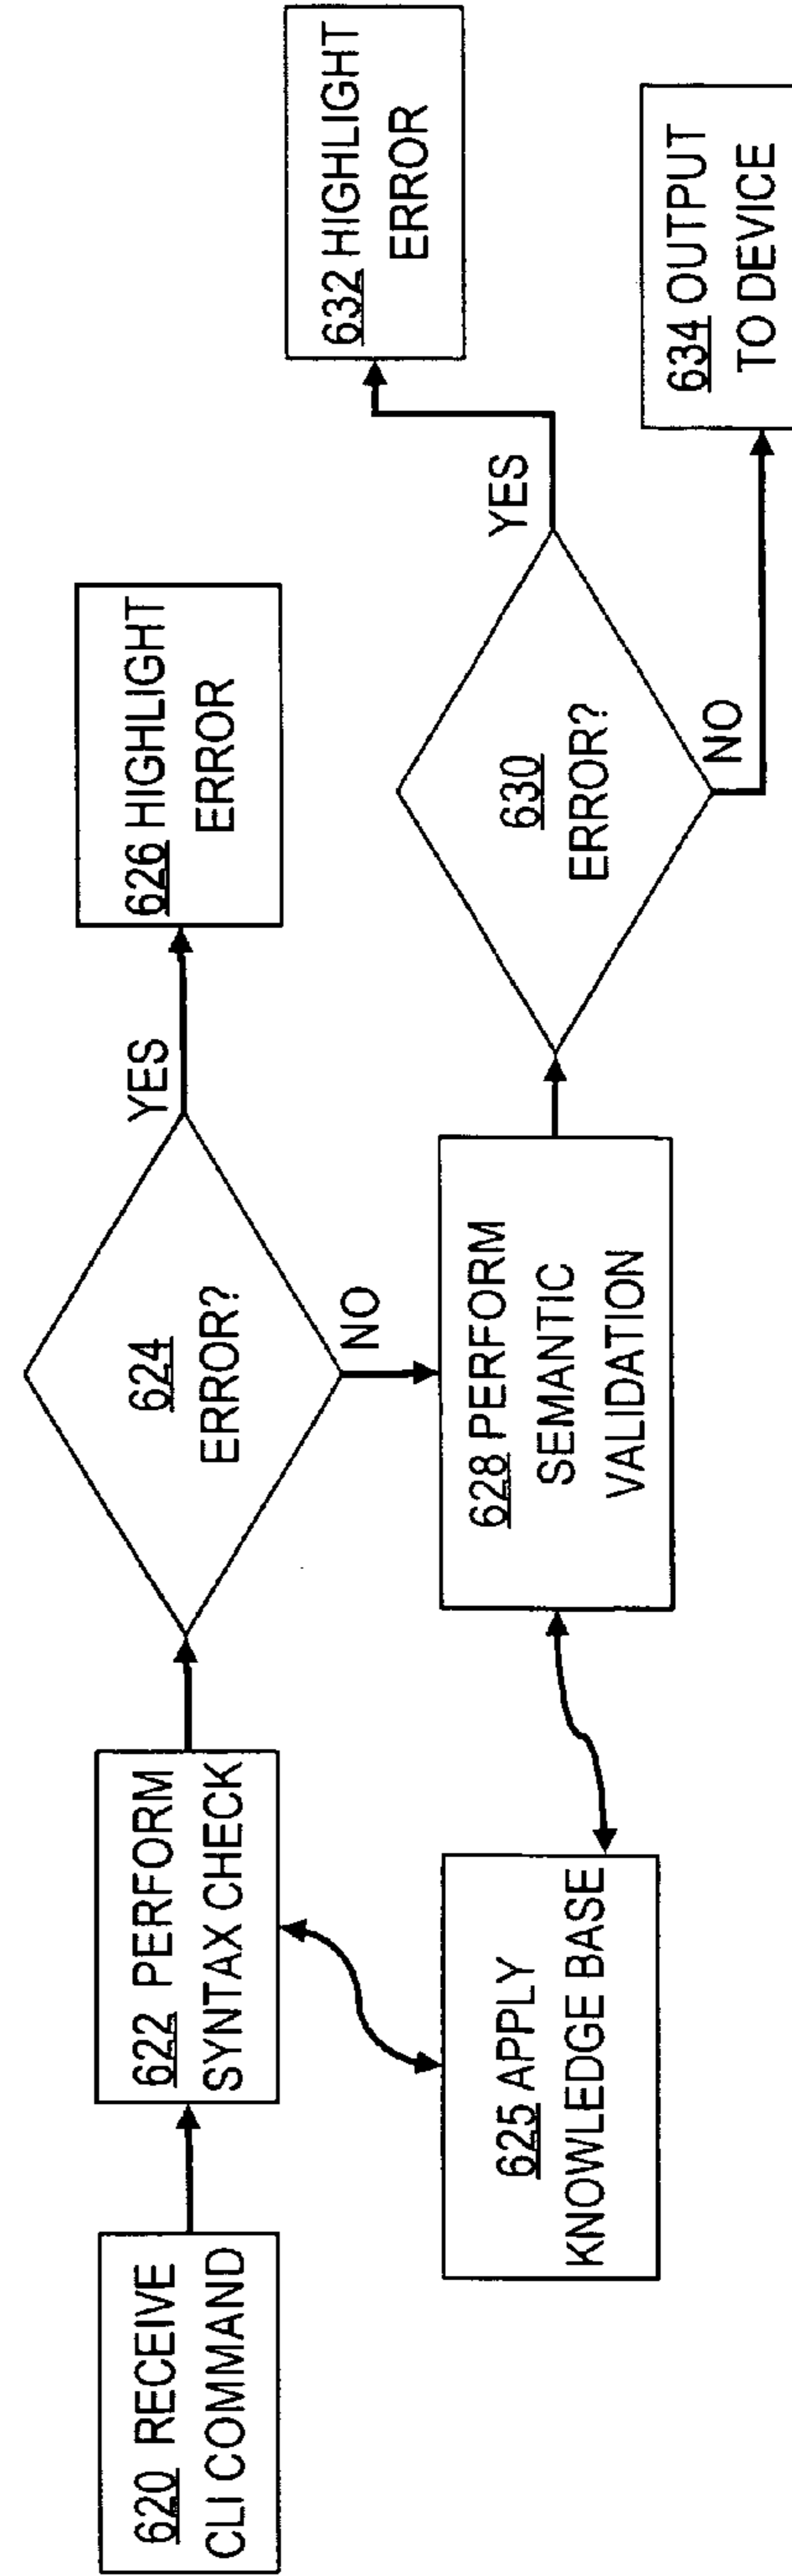 620 RECEIVE
CLI COMMAND
622 PERFORM
SYNTAX CHECK
624
ERROR?
YES
626 HIGHLIGHT
ERROR
NO
625 APPLY
KNOWLEDGE BASE
628 PERFORM
SEMANTIC
VALIDATION
630
ERROR?
YES
632 HIGHLIGHT
ERROR
NO
634 OUTPUT
TO DEVICE